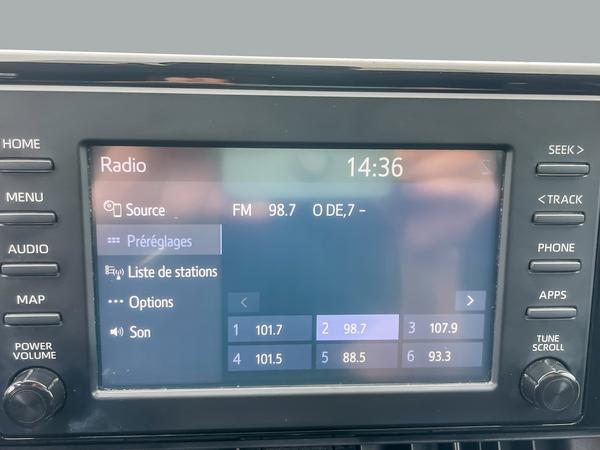 HOME
MENU
AUDIO
MAP
POWER
VOLUME
Radio
14:36
Source
Préréglages
Liste de stations
Options
Son
FM 98.7 O DE,7 –
<
>
1 101.7
2 98.7
3 107.9
4 101.5
5 88.5
6 93.3
SEEK >
< TRACK
PHONE
APPS
TUNE
SCROLL